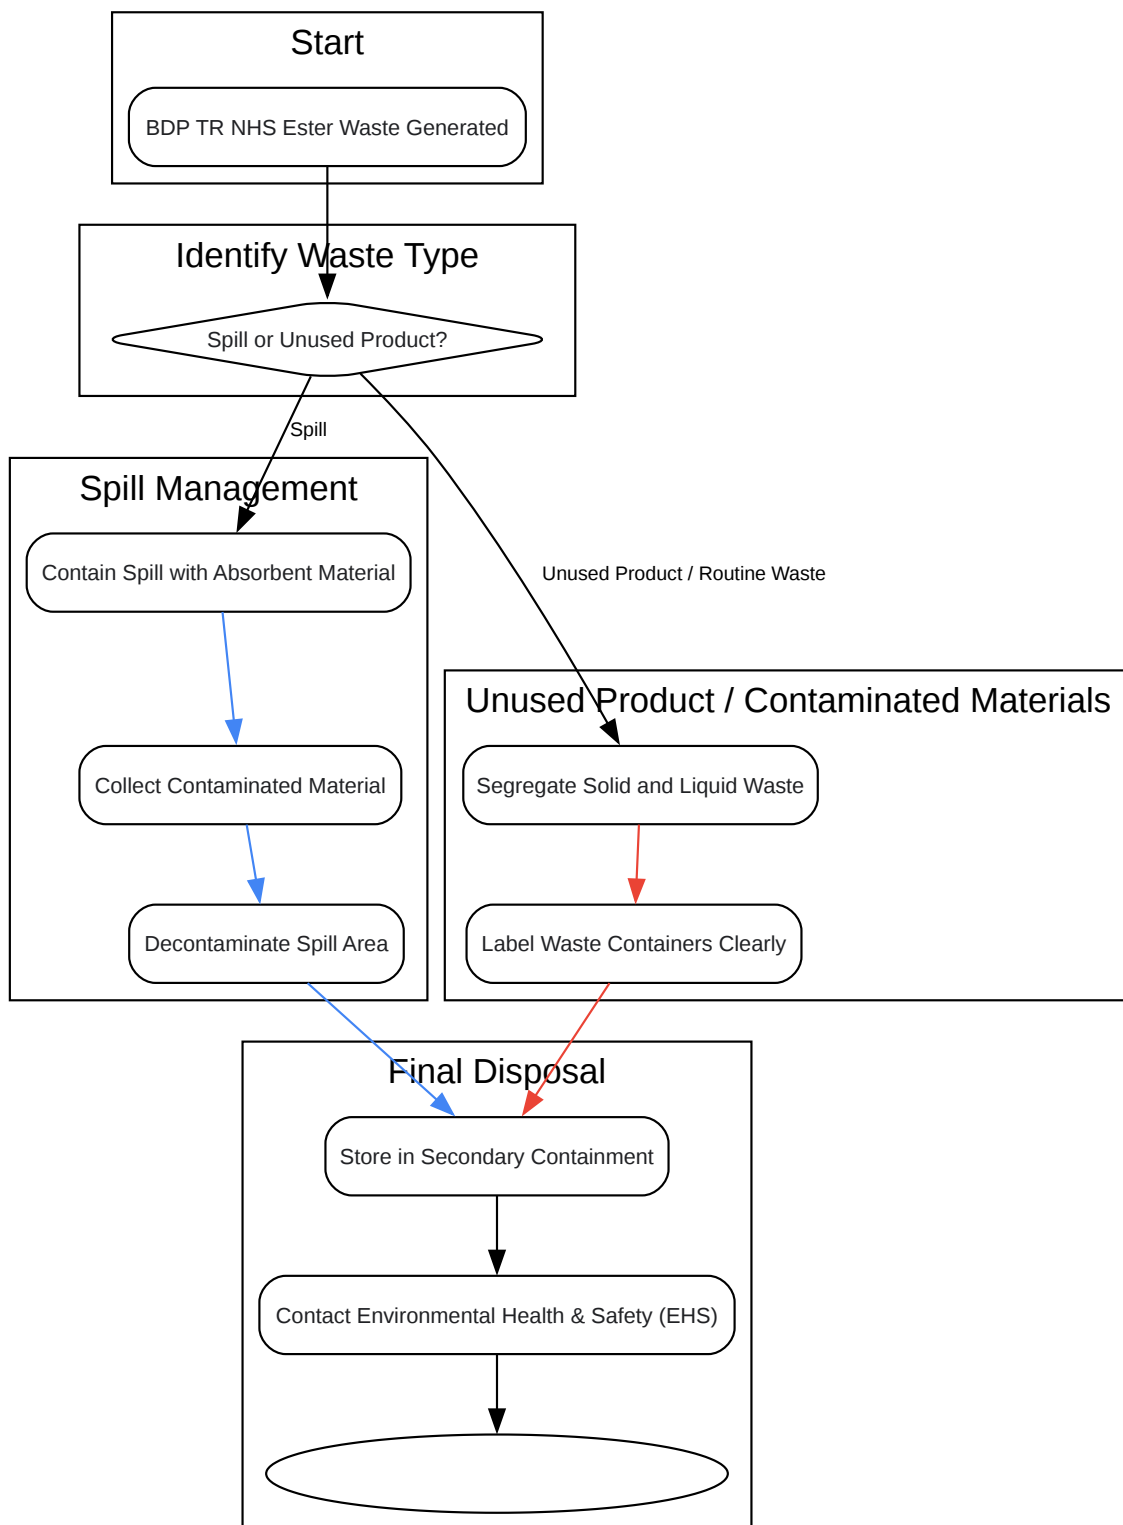 Start
BDP TR NHS Ester Waste Generated
Identify Waste Type
Spill or Unused Product?
Spill
Spill Management
Contain Spill with Absorbent Material
Unused Product / Routine Waste
Unused Product / Contaminated Materials
Collect Contaminated Material
Segregate Solid and Liquid Waste
Decontaminate Spill Area
Label Waste Containers Clearly
Final Disposal
Store in Secondary Containment
Contact Environmental Health & Safety (EHS)